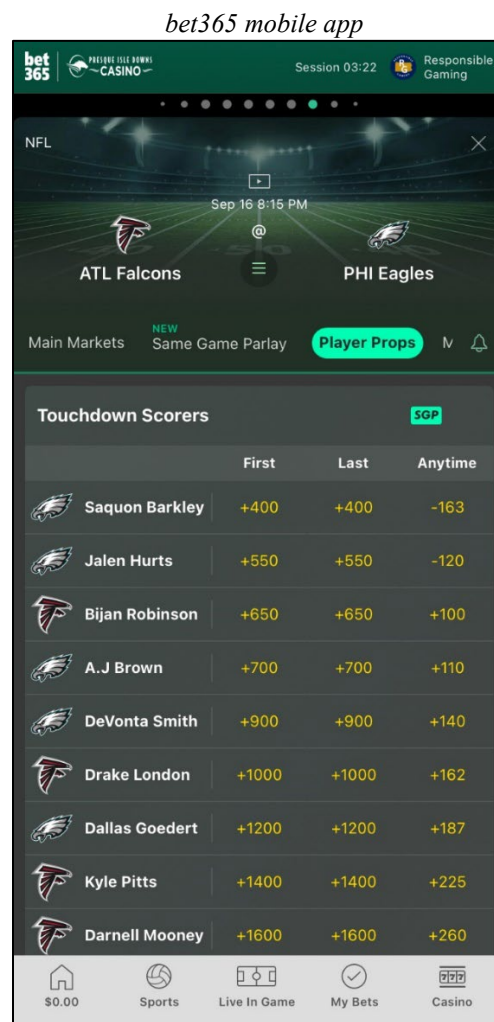 bet365 mobile app
bet365 PRESQUE ISLE DOWNS CASINO Session 03:22 Responsible Gaming
NFL
Sep 16 8:15 PM
@
ATL Falcons PHI Eagles
Main Markets NEW Same Game Parlay Player Props M
Touchdown Scorers SGP
First Last Anytime
Saquon Barkley +400 +400 -163
Jalen Hurts +550 +550 -120
Bijan Robinson +650 +650 +100
A.J Brown +700 +700 +110
DeVonta Smith +900 +900 +140
Drake London +1000 +1000 +162
Dallas Goedert +1200 +1200 +187
Kyle Pitts +1400 +1400 +225
Darnell Mooney +1600 +1600 +260
$0.00 Sports Live In Game My Bets 777 Casino